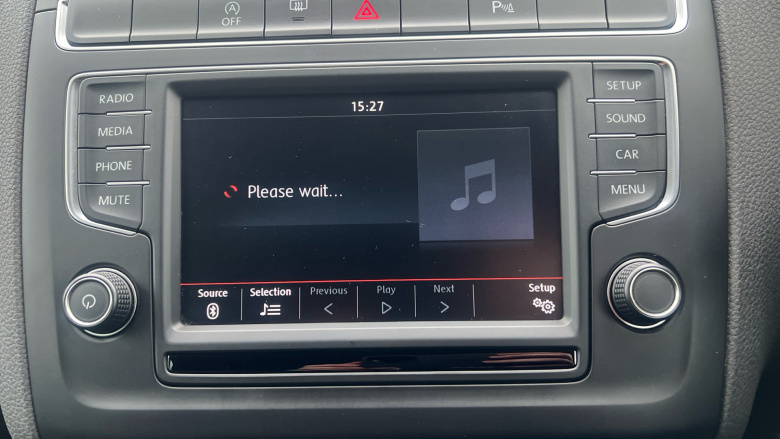 OFF
P
RADIO
MEDIA
PHONE
MUTE
15:27
Please wait...
Source
Selection
Previous
Play
Next
Setup
SETUP
SOUND
CAR
MENU